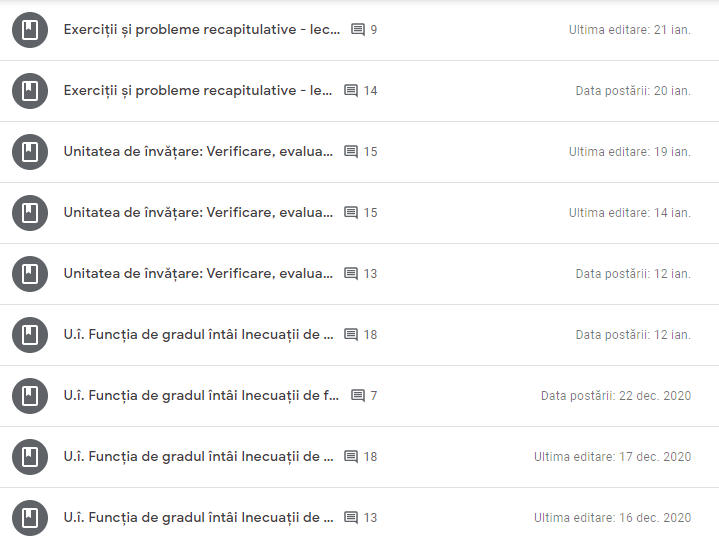 Exerciții și probleme recapitulative - lec... 9 Ultima editare: 21 ian.
Exerciții și probleme recapitulative - le... 14 Data postării: 20 ian.
Unitatea de învățare: Verificare, evalua... 15 Ultima editare: 19 ian.
Unitatea de învățare: Verificare, evalua... 15 Ultima editare: 14 ian.
Unitatea de învățare: Verificare, evalua... 13 Data postării: 12 ian.
U.î. Funcția de gradul întâi Inecuații de ... 18 Data postării: 12 ian.
U.î. Funcția de gradul întâi Inecuații de f... 7 Data postării: 22 dec. 2020
U.î. Funcția de gradul întâi Inecuații de ... 18 Ultima editare: 17 dec. 2020
U.î. Funcția de gradul întâi Inecuații de ... 13 Ultima editare: 16 dec. 2020